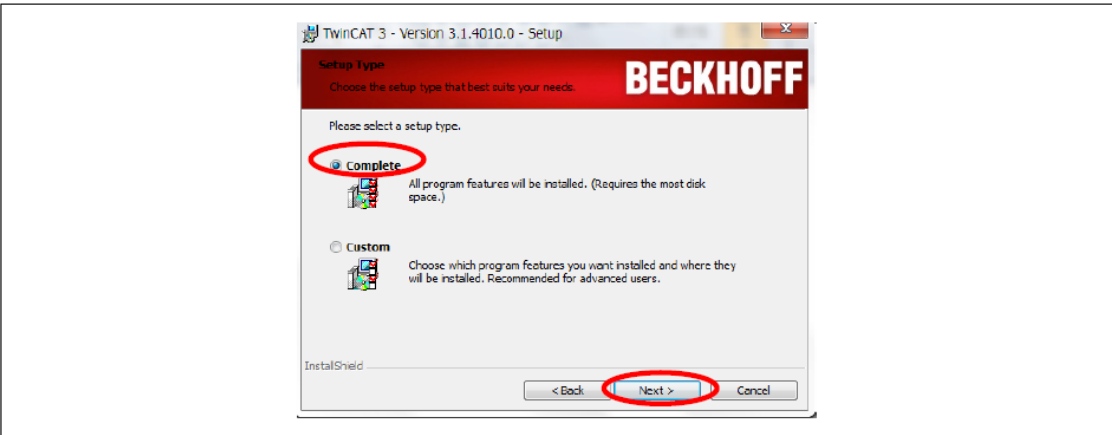 TwinCAT 3 - Version 3.1.4010.0 - Setup
Setup Type
Choose the setup type that best suits your needs.
BECKHOFF
Please select a setup type.
Complete
All program features will be installed. (Requires the most disk
space.)
Custom
Choose which program features you want installed and where they
will be installed. Recommended for advanced users.
InstallShield
< Back
Next >
Cancel